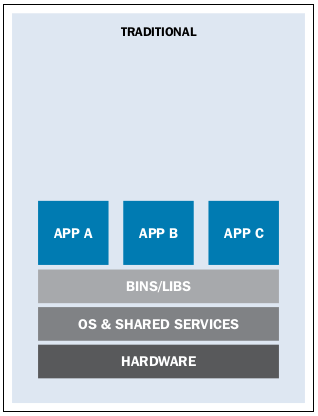 TRADITIONAL
APP A
APP B
APP C
BINS/LIBS
OS & SHARED SERVICES
HARDWARE